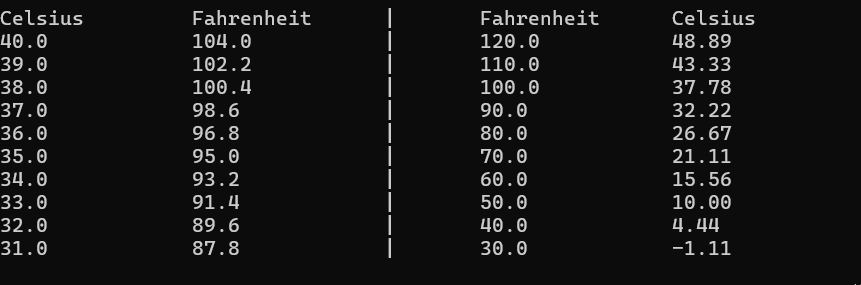 Celsius Fahrenheit | Fahrenheit Celsius
40.0 104.0 | 120.0 48.89
39.0 102.2 | 110.0 43.33
38.0 100.4 | 100.0 37.78
37.0 98.6 | 90.0 32.22
36.0 96.8 | 80.0 26.67
35.0 95.0 | 70.0 21.11
34.0 93.2 | 60.0 15.56
33.0 91.4 | 50.0 10.00
32.0 89.6 | 40.0 4.44
31.0 87.8 | 30.0 -1.11